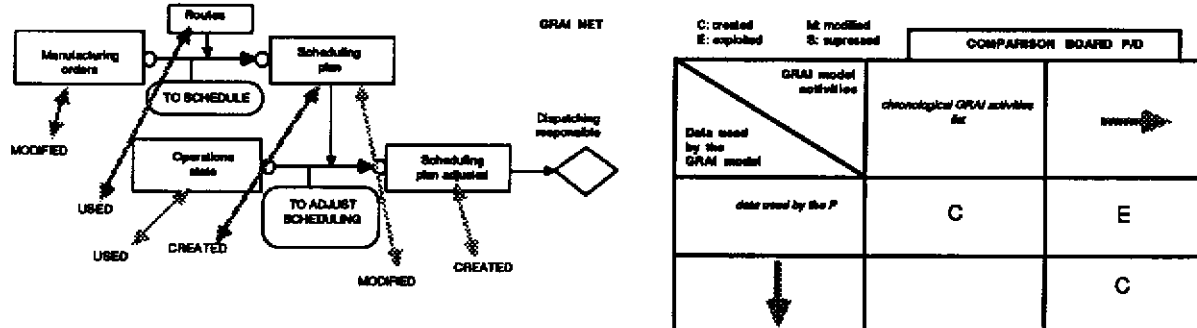 Routes
GRAI NET
Manufacturing
orders
Scheduling
plan
TO SCHEDULE
MODIFIED
Dispatching
responsible
Operations
state
Scheduling
plan adjusted
USED
TO ADJUST
SCHEDULING
USED
CREATED
MODIFIED
CREATED
C: created
M: modified
E: exploited
S: supressed
COMPARISON BOARD P/D
GRAI model
activities
chronological GRAI activities
list
Data used
by the
GRAI model
data used by the P
C
E
C